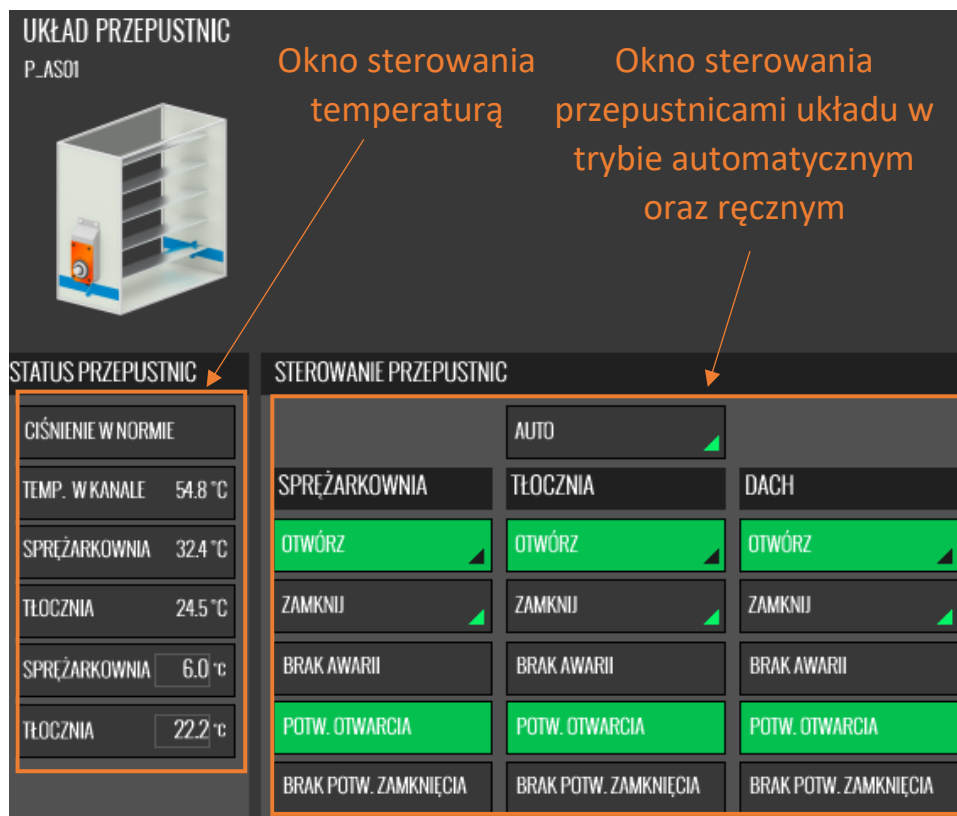 UKŁAD PRZEPUSTNIC
P_AS01
Okno sterowania
temperaturą
Okno sterowania
przepustnicami układu w
trybie automatycznym
oraz ręcznym
STATUS PRZEPUSTNIC
CIŚNIENIE W NORMIE
TEMP. W KANALE 54.8 °C
SPRĘŻARKOWNIA 32.4 °C
TŁOCZNIA 24.5 °C
SPRĘŻARKOWNIA 6.0 °C
TŁOCZNIA 22.2 °C
STEROWANIE PRZEPUSTNIC
AUTO
SPRĘŻARKOWNIA TŁOCZNIA DACH
OTWÓRZ OTWÓRZ OTWÓRZ
ZAMKNIJ ZAMKNIJ ZAMKNIJ
BRAK AWARII BRAK AWARII BRAK AWARII
POTW. OTWARCIA POTW. OTWARCIA POTW. OTWARCIA
BRAK POTW. ZAMKNIĘCIA BRAK POTW. ZAMKNIĘCIA BRAK POTW. ZAMKNIĘCIA